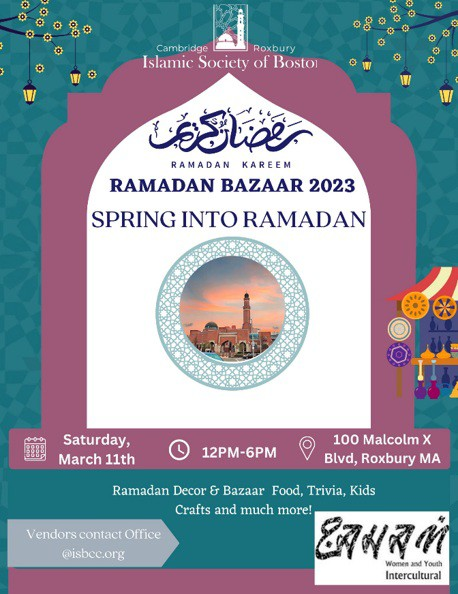 Cambridge Roxbury
Islamic Society of Boston
رمضان كريم
RAMADAN KAREEM
RAMADAN BAZAAR 2023
SPRING INTO RAMADAN
Saturday,
March 11th
12PM-6PM
100 Malcolm X
Blvd, Roxbury MA
Ramadan Decor & Bazaar Food, Trivia, Kids
Crafts and much more!
Vendors contact Office
@isbcc.org
Women and Youth
Intercultural